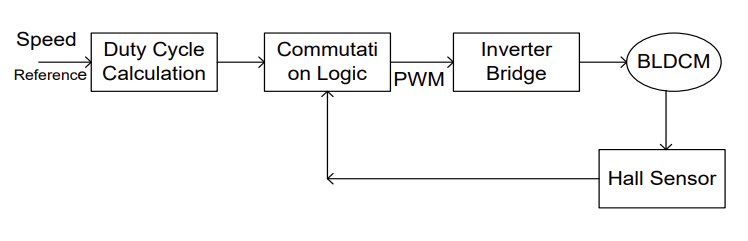 Speed
Reference
Duty Cycle
Calculation
Commutati
on Logic
PWM
Inverter
Bridge
BLDCM
Hall Sensor